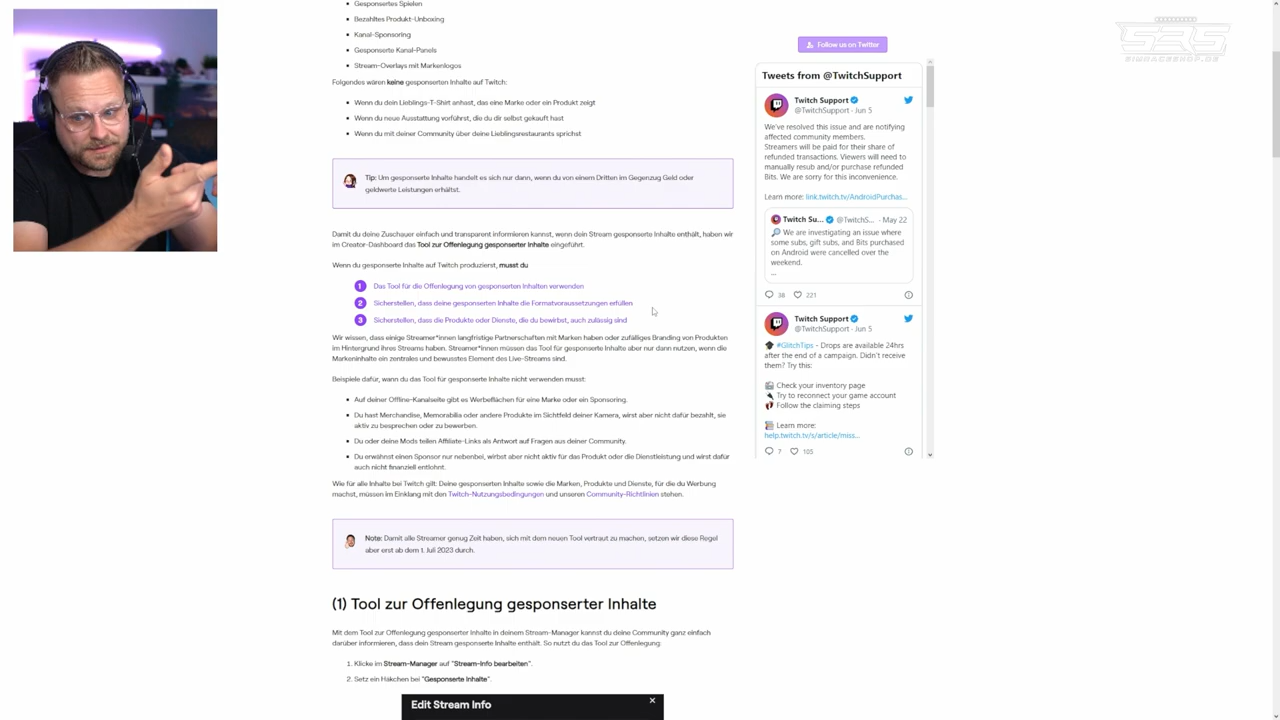 Gesponsertes Spielen
Bezahltes Produkt-Unboxing
Kanal-Sponsoring
Gesponserte Kanal-Panels
Stream-Overlays mit Markenlogos
Folgendes wären keine gesponserten Inhalte auf Twitch:
Wenn du dein Lieblings-T-Shirt anhast, das eine Marke oder ein Produkt zeigt
Wenn du neue Ausstattung vorführst, die du dir selbst gekauft hast
Wenn du mit deiner Community über deine Lieblingsrestaurants sprichst
Tip: Um gesponserte Inhalte handelt es sich nur dann, wenn du von einem Dritten im Gegenzug Geld oder
geldwerte Leistungen erhältst.
Damit du deine Zuschauer einfach und transparent informieren kannst, wenn dein Stream gesponserte Inhalte enthält, haben wir
im Creator-Dashboard das Tool zur Offenlegung gesponserter Inhalte eingeführt.
Wenn du gesponserte Inhalte auf Twitch produzierst, musst du
1 Das Tool für die Offenlegung von gesponserten Inhalten verwenden
2 Sicherstellen, dass deine gesponserten Inhalte die Formatvoraussetzungen erfüllen
3 Sicherstellen, dass die Produkte oder Dienste, die du bewirbst, auch zulässig sind
Wir wissen, dass einige Streamer*innen langfristige Partnerschaften mit Marken haben oder zufälliges Branding von Produkten
im Hintergrund ihres Streams haben. Streamer*innen müssen das Tool für gesponserte Inhalte aber nur dann nutzen, wenn die
Markeninhalte ein zentrales und bewusstes Element des Live-Streams sind.
Beispiele dafür, wann du das Tool für gesponserte Inhalte nicht verwenden musst:
Auf deiner Offline-Kanalseite gibt es Werbeflächen für eine Marke oder ein Sponsoring.
Du hast Merchandise, Memorabilia oder andere Produkte im Sichtfeld deiner Kamera, wirst aber nicht dafür bezahlt, sie
aktiv zu besprechen oder zu bewerben.
Du oder deine Mods teilen Affiliate-Links als Antwort auf Fragen aus deiner Community.
Du erwähnst einen Sponsor nur nebenbei, wirbst aber nicht aktiv für das Produkt oder die Dienstleistung und wirst dafür
auch nicht finanziell entlohnt.
Wie für alle Inhalte bei Twitch gilt: Deine gesponserten Inhalte sowie die Marken, Produkte und Dienste, für die du Werbung
machst, müssen im Einklang mit den Twitch-Nutzungsbedingungen und unseren Community-Richtlinien stehen.
Note: Damit alle Streamer genug Zeit haben, sich mit dem neuen Tool vertraut zu machen, setzen wir diese Regel
aber erst ab dem 1. Juli 2023 durch.
(1) Tool zur Offenlegung gesponserter Inhalte
Mit dem Tool zur Offenlegung gesponserter Inhalte in deinem Stream-Manager kannst du deine Community ganz einfach
darüber informieren, dass dein Stream gesponserte Inhalte enthält. So nutzt du das Tool zur Offenlegung:
1. Klicke im Stream-Manager auf "Stream-Info bearbeiten".
2. Setz ein Häkchen bei "Gesponserte Inhalte".
Edit Stream Info
Follow us on Twitter
Tweets from @TwitchSupport
Twitch Support
@TwitchSupport · Jun 5
We've resolved this issue and are notifying
affected community members.
Streamers will be paid for their share of
refunded transactions. Viewers will need to
manually resub and/or purchase refunded
Bits. We are sorry for this inconvenience.
Learn more: link.twitch.tv/AndroidPurchas...
Twitch Su... @TwitchS... · May 22
We are investigating an issue where
some subs, gift subs, and Bits purchased
on Android were cancelled over the
weekend.
...
38 221
Twitch Support
@TwitchSupport · Jun 5
#GlitchTips - Drops are available 24hrs
after the end of a campaign. Didn't receive
them? Try this:
Check your inventory page
Try to reconnect your game account
Follow the claiming steps
Learn more:
help.twitch.tv/s/article/miss...
7 105
SRS
SIMRACESHOP.DE